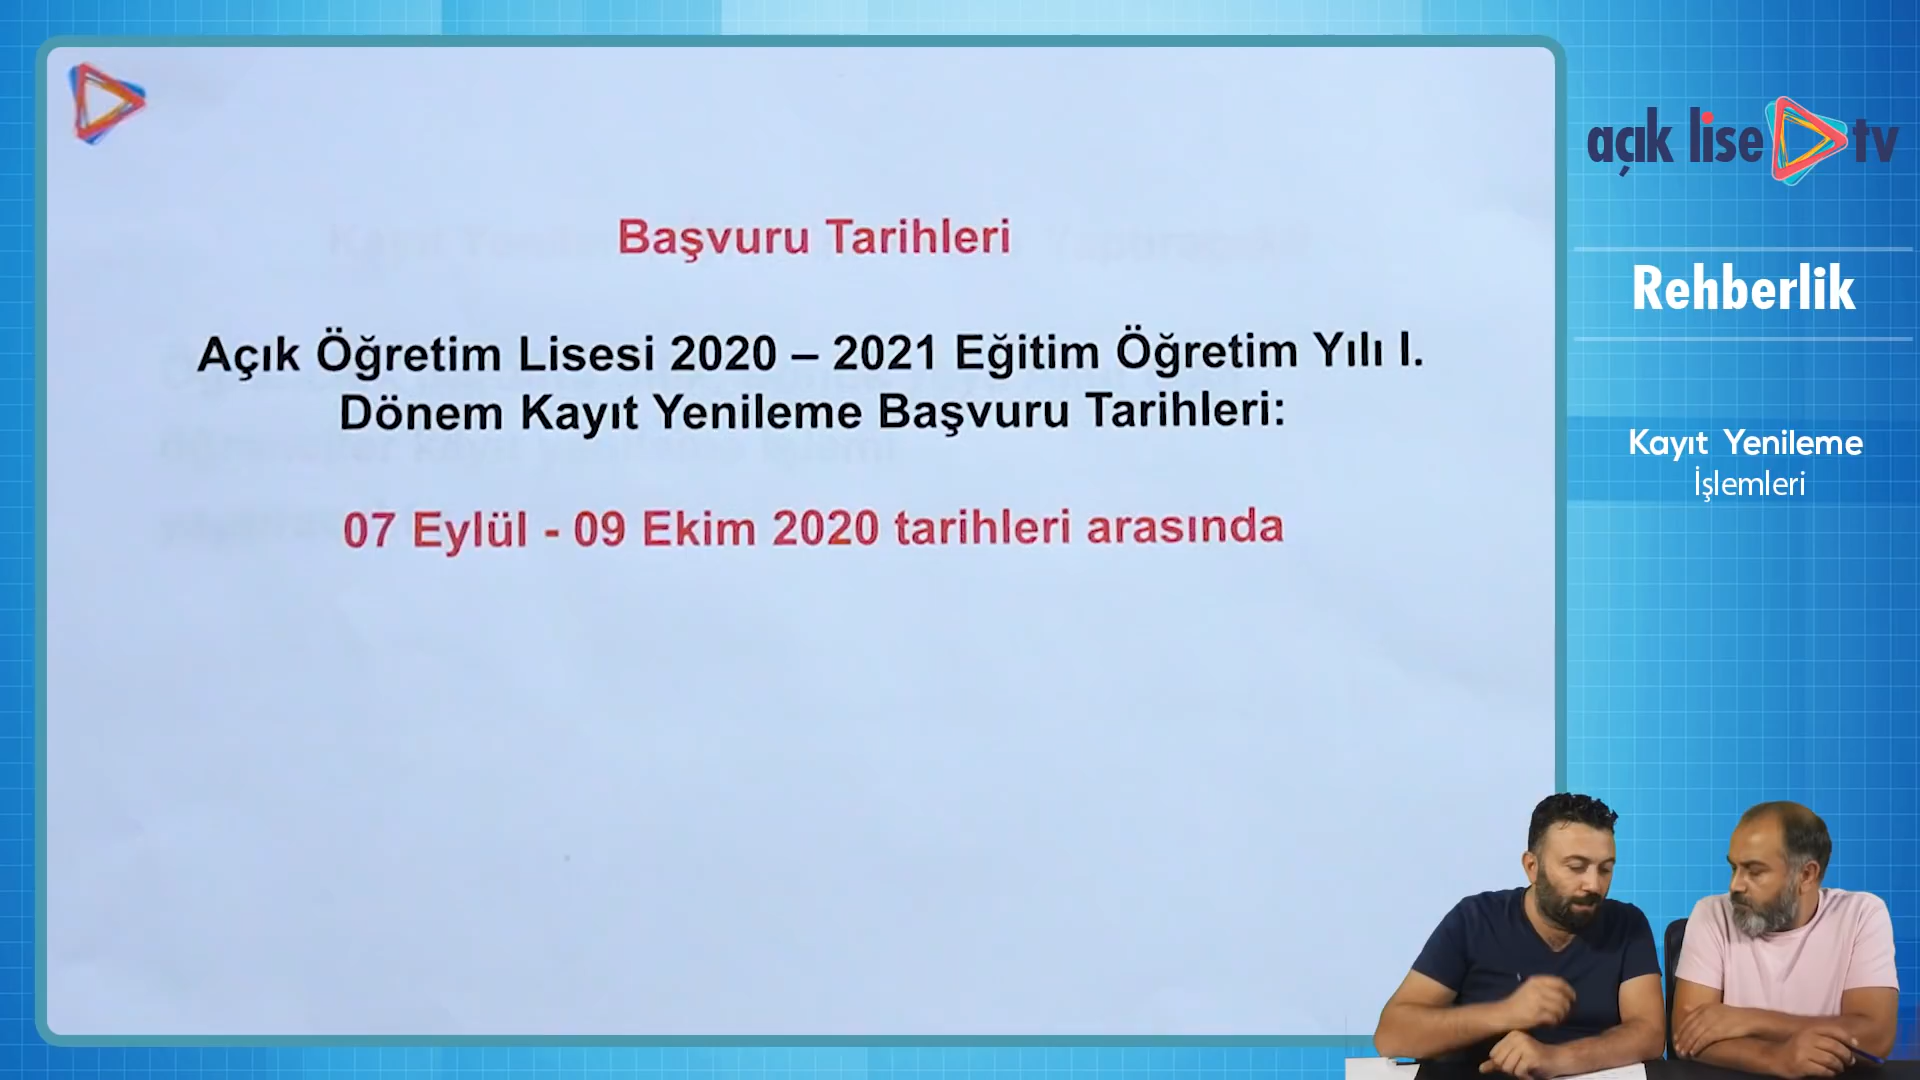 Başvuru Tarihleri
Açık Öğretim Lisesi 2020 – 2021 Eğitim Öğretim Yılı I.
Dönem Kayıt Yenileme Başvuru Tarihleri:
07 Eylül - 09 Ekim 2020 tarihleri arasında
açık lise tv
Rehberlik
Kayıt Yenileme
İşlemleri